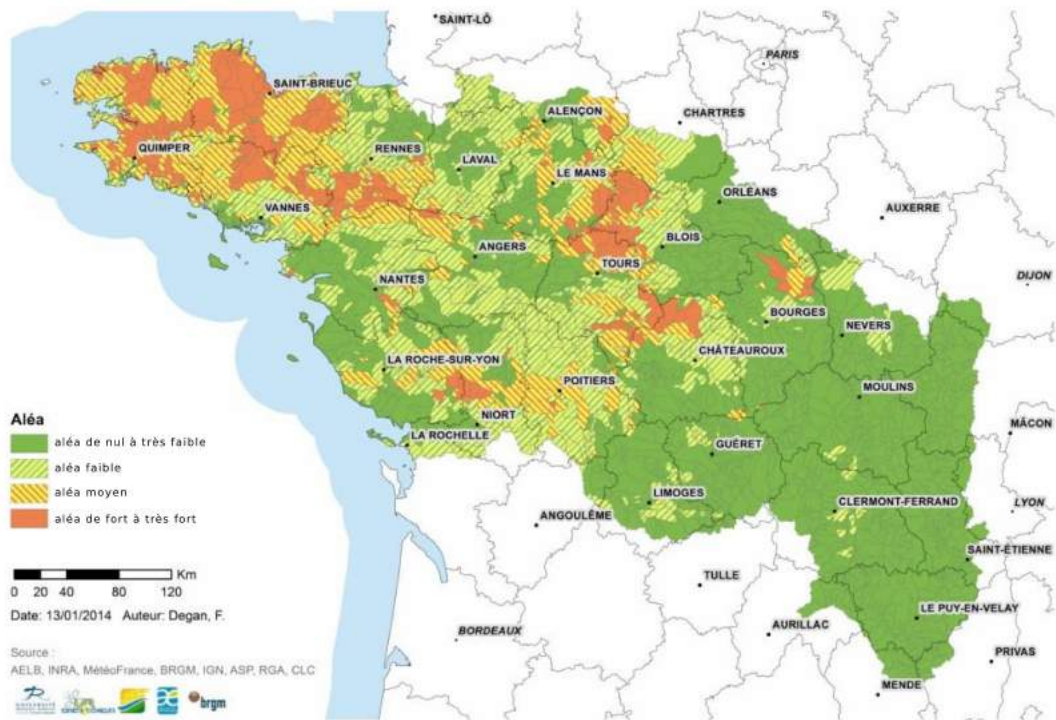 SAINT-LÔ
PARIS
SAINT-BRIEUC
ALENÇON
CHARTRES
QUIMPER
RENNES
LAVAL
LE MANS
ORLÉANS
VANNES
AUXERRE
ANGERS
BLOIS
TOURS
DIJON
NANTES
BOURGES
NEVERS
LA ROCHE-SUR-YON
CHÂTEAUROUX
POITIERS
MOULINS
NIORT
MÂCON
LA ROCHELLE
GUÉRET
LIMOGES
CLERMONT-FERRAND
LYON
ANGOULÊME
SAINT-ÉTIENNE
TULLE
LE PUY-EN-VELAY
BORDEAUX
AURILLAC
PRIVAS
MENDE
Aléa
aléa de nul à très faible
aléa faible
aléa moyen
aléa de fort à très fort
Km
0 20 40 80 120
Date: 13/01/2014 Auteur: Degan, F.
Source :
AELB, INRA, MétéoFrance, BRGM, IGN, ASP, RGA, CLC
brgm